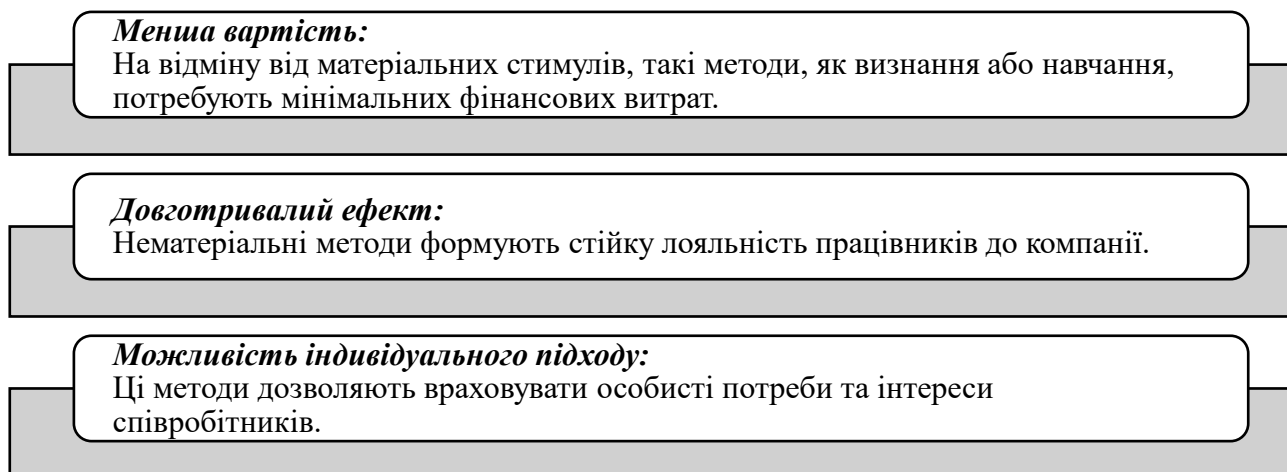 Менша вартість:
На відміну від матеріальних стимулів, такі методи, як визнання або навчання,
потребують мінімальних фінансових витрат.
Довготривалий ефект:
Нематеріальні методи формують стійку лояльність працівників до компанії.
Можливість індивідуального підходу:
Ці методи дозволяють враховувати особисті потреби та інтереси
співробітників.